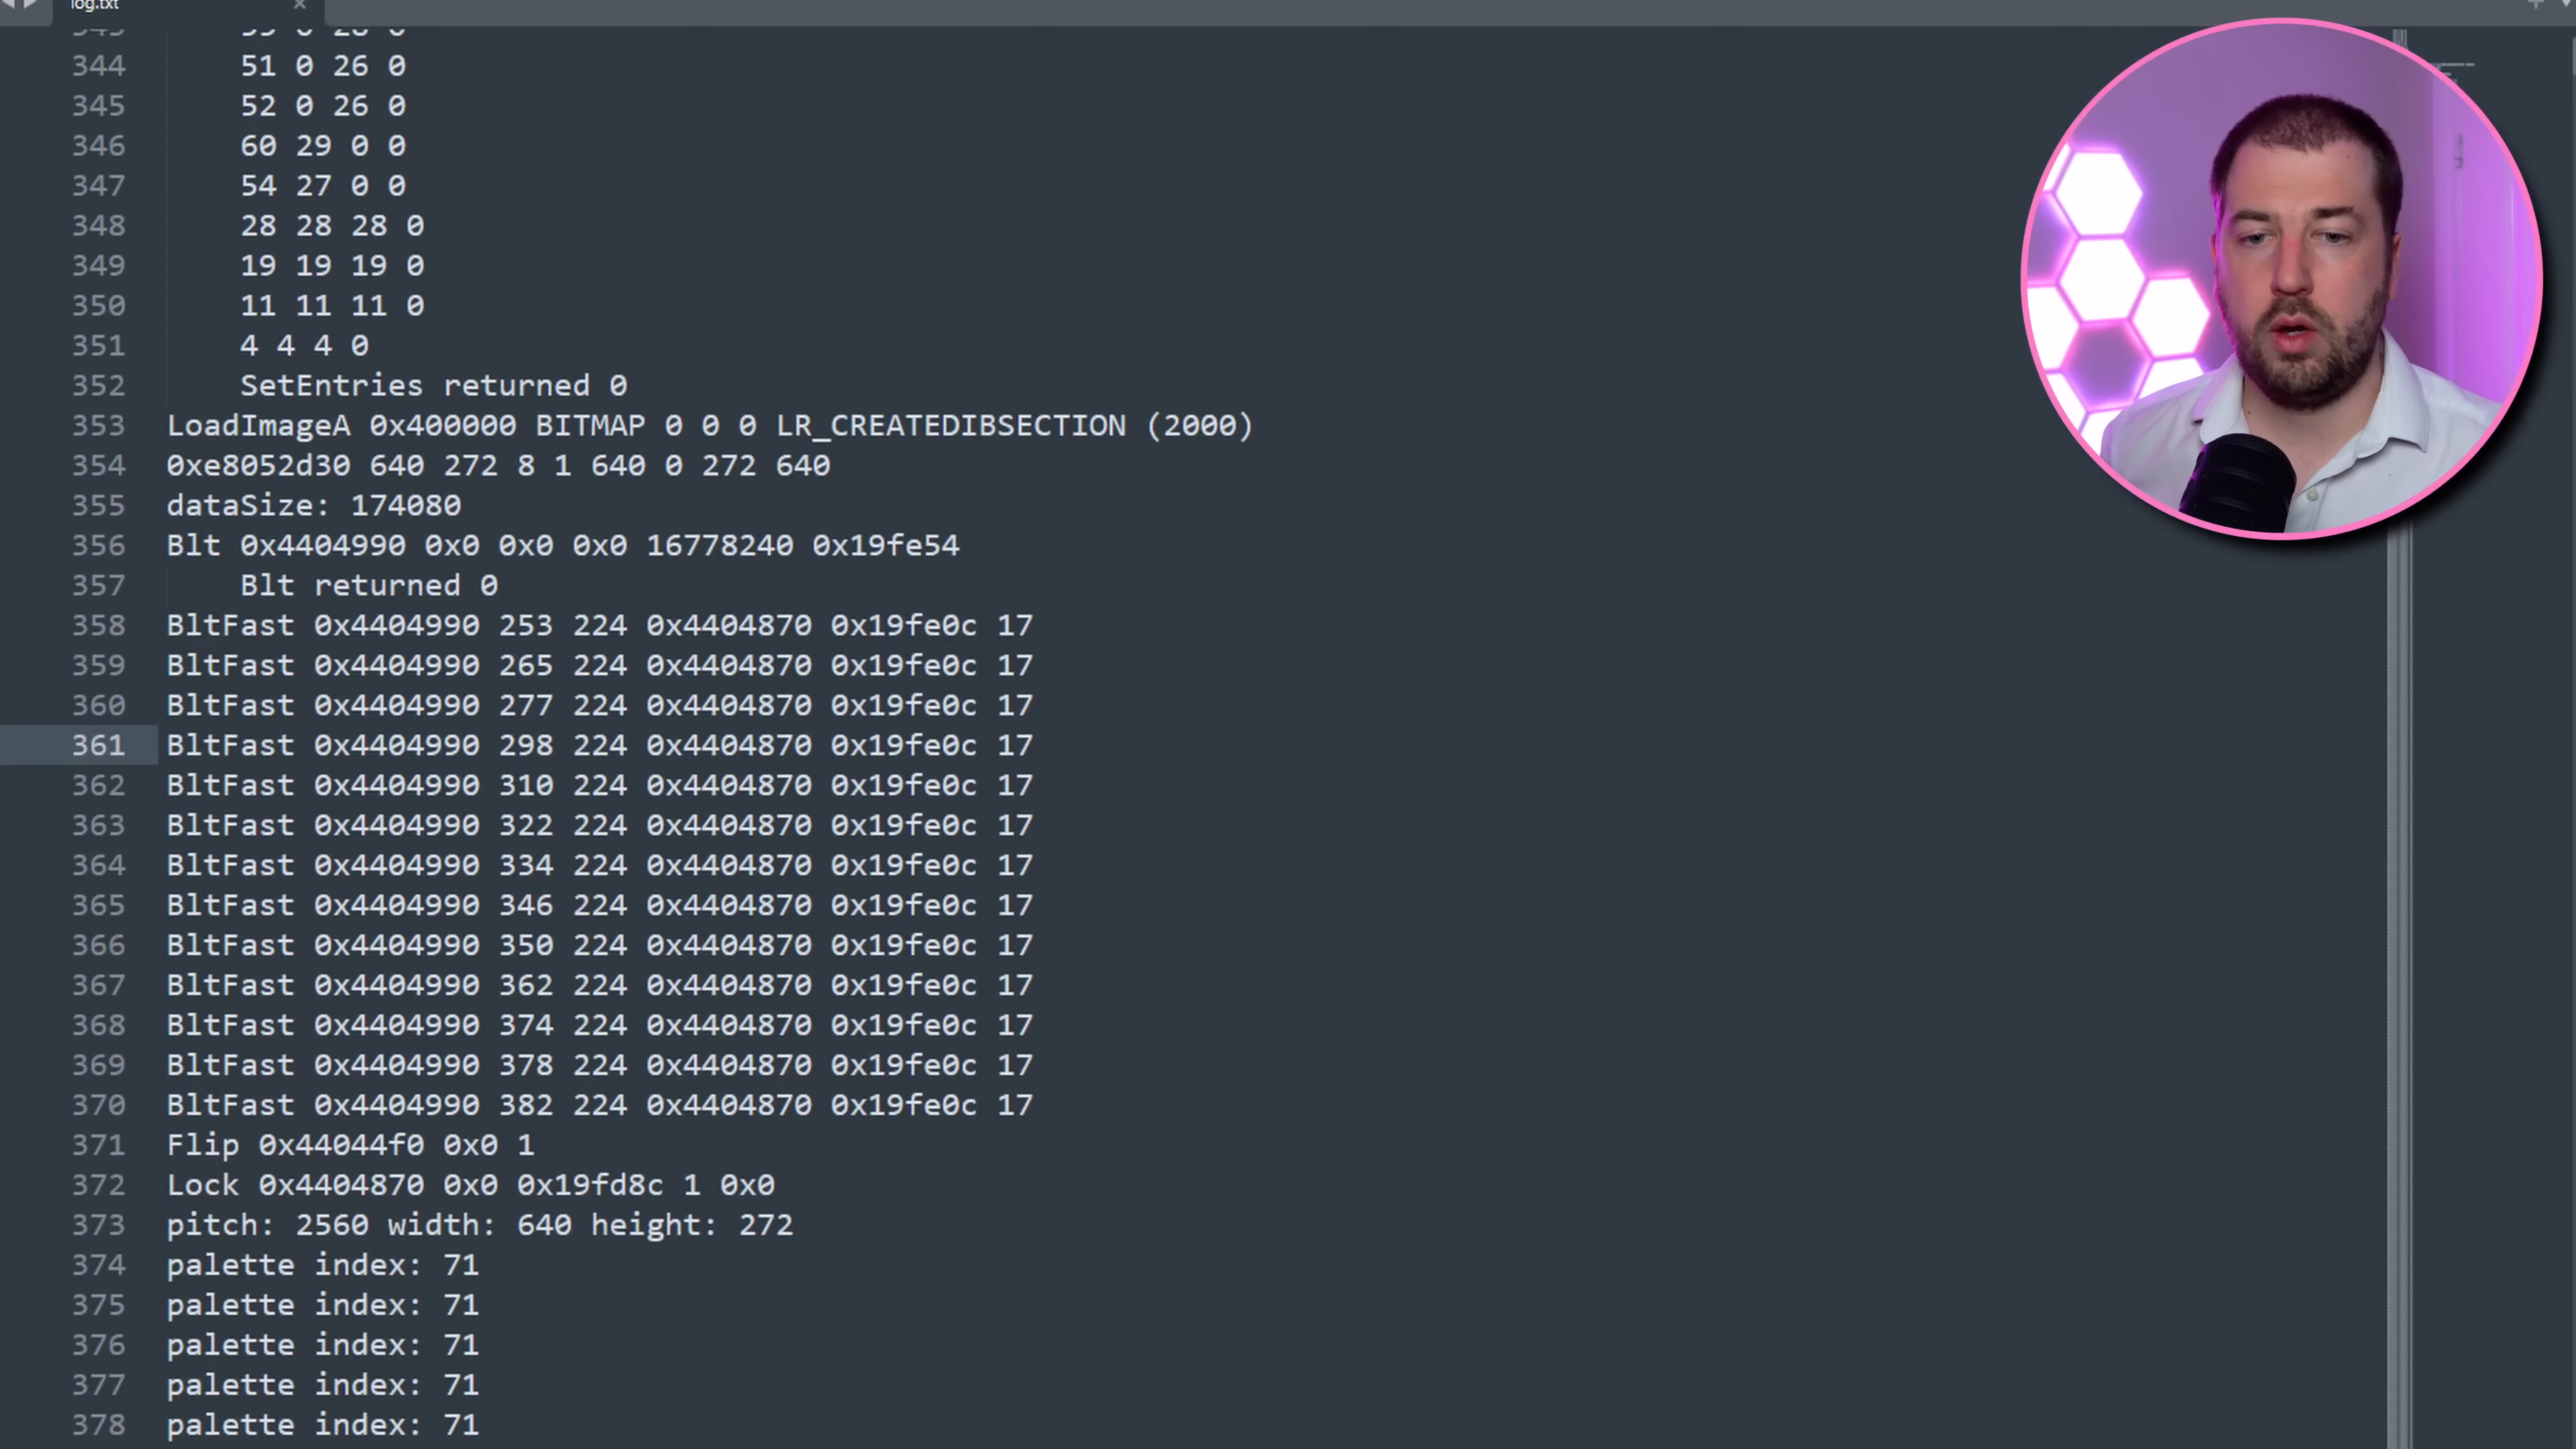 log.txt
344 51 0 26 0
345 52 0 26 0
346 60 29 0 0
347 54 27 0 0
348 28 28 28 0
349 19 19 19 0
350 11 11 11 0
351 4 4 4 0
352 SetEntries returned 0
353 LoadImageA 0x400000 BITMAP 0 0 0 LR_CREATEDIBSECTION (2000)
354 0xe8052d30 640 272 8 1 640 0 272 640
355 dataSize: 174080
356 Blt 0x4404990 0x0 0x0 0x0 16778240 0x19fe54
357 Blt returned 0
358 BltFast 0x4404990 253 224 0x4404870 0x19fe0c 17
359 BltFast 0x4404990 265 224 0x4404870 0x19fe0c 17
360 BltFast 0x4404990 277 224 0x4404870 0x19fe0c 17
361 BltFast 0x4404990 298 224 0x4404870 0x19fe0c 17
362 BltFast 0x4404990 310 224 0x4404870 0x19fe0c 17
363 BltFast 0x4404990 322 224 0x4404870 0x19fe0c 17
364 BltFast 0x4404990 334 224 0x4404870 0x19fe0c 17
365 BltFast 0x4404990 346 224 0x4404870 0x19fe0c 17
366 BltFast 0x4404990 350 224 0x4404870 0x19fe0c 17
367 BltFast 0x4404990 362 224 0x4404870 0x19fe0c 17
368 BltFast 0x4404990 374 224 0x4404870 0x19fe0c 17
369 BltFast 0x4404990 378 224 0x4404870 0x19fe0c 17
370 BltFast 0x4404990 382 224 0x4404870 0x19fe0c 17
371 Flip 0x44044f0 0x0 1
372 Lock 0x4404870 0x0 0x19fd8c 1 0x0
373 pitch: 2560 width: 640 height: 272
374 palette index: 71
375 palette index: 71
376 palette index: 71
377 palette index: 71
378 palette index: 71